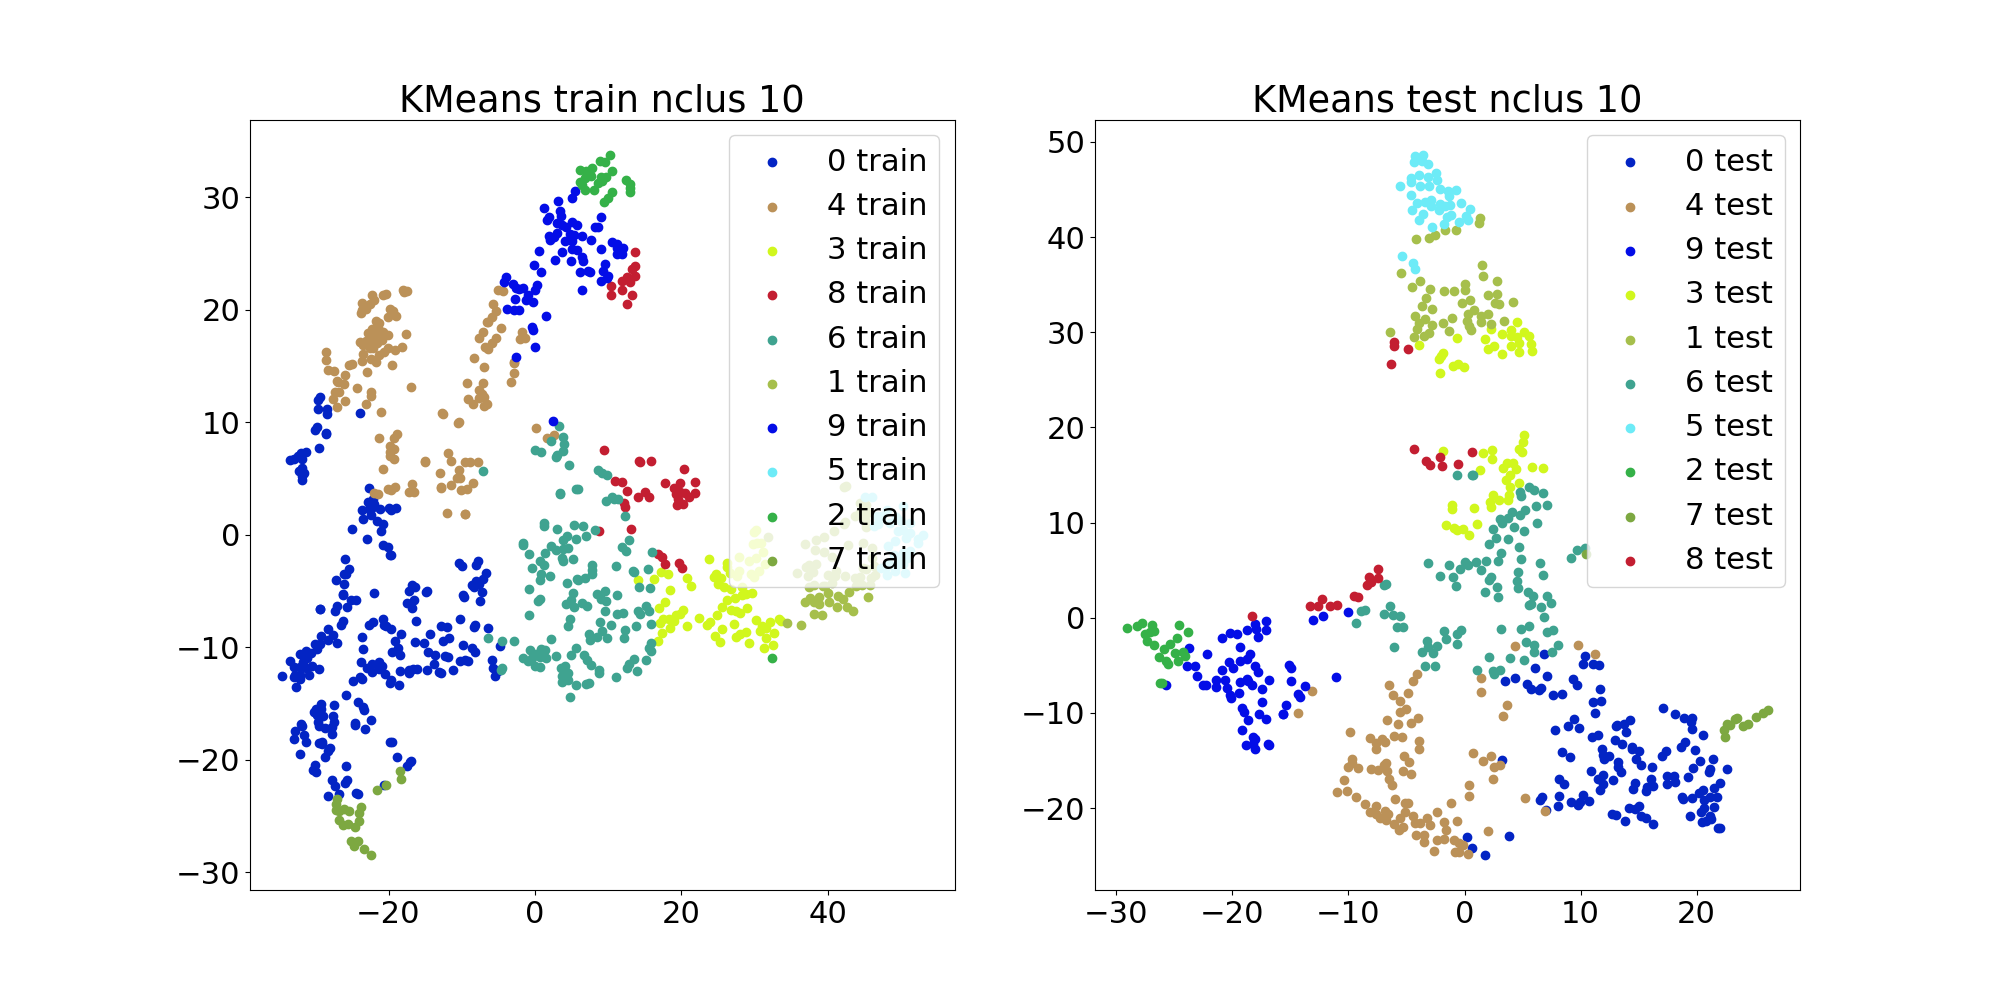 KMeans train nclus 10
30
20
10
0
−10
−20
−30
−20
0
20
40
0 train
4 train
3 train
8 train
6 train
1 train
9 train
5 train
2 train
7 train
KMeans test nclus 10
50
40
30
20
10
0
−10
−20
−30
−20
−10
0
10
20
0 test
4 test
9 test
3 test
1 test
6 test
5 test
2 test
7 test
8 test